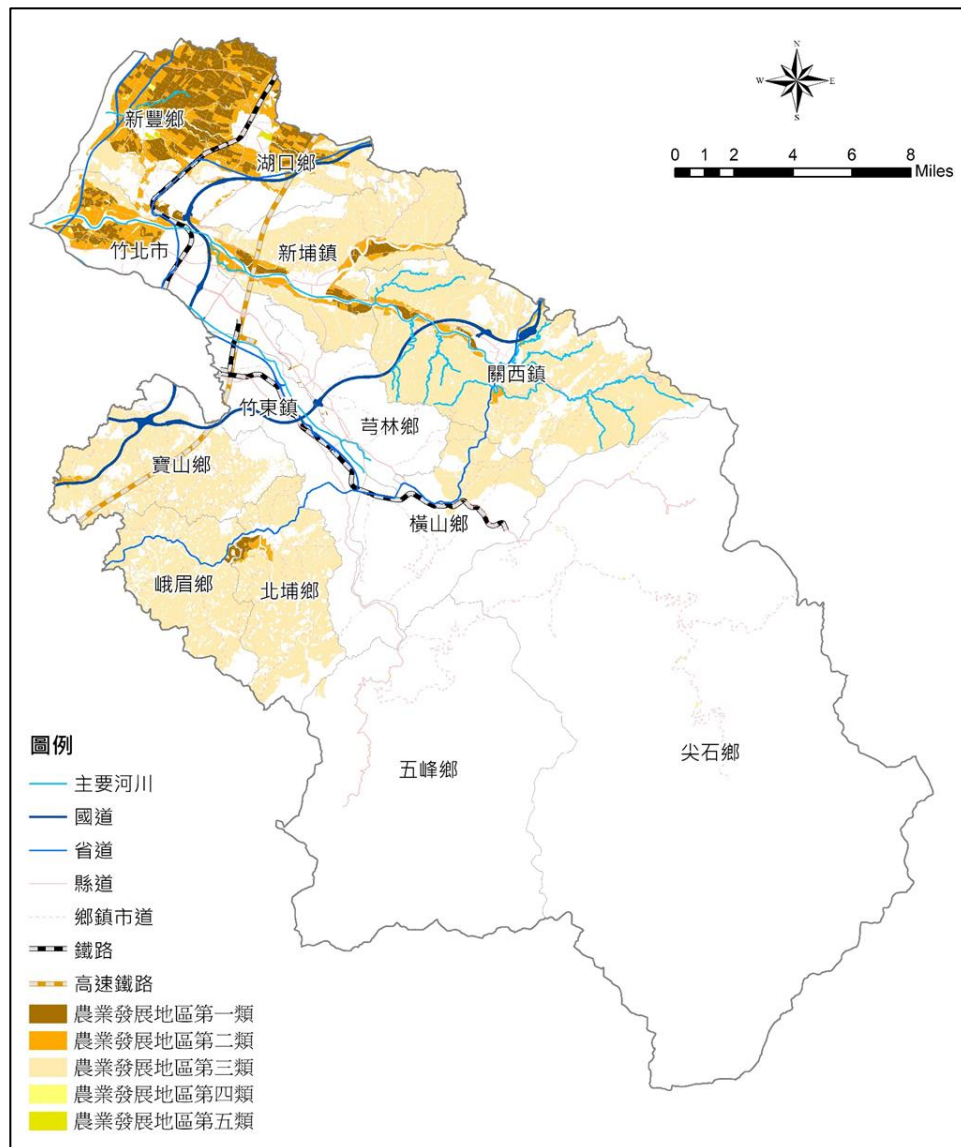 N
W E
S
0 1 2 4 6 8 Miles
新豐鄉
湖口鄉
竹北市
新埔鎮
關西鎮
竹東鎮
芎林鄉
寶山鄉
橫山鄉
峨眉鄉
北埔鄉
五峰鄉
尖石鄉
圖例
主要河川
國道
省道
縣道
鄉鎮市道
鐵路
高速鐵路
農業發展地區第一類
農業發展地區第二類
農業發展地區第三類
農業發展地區第四類
農業發展地區第五類